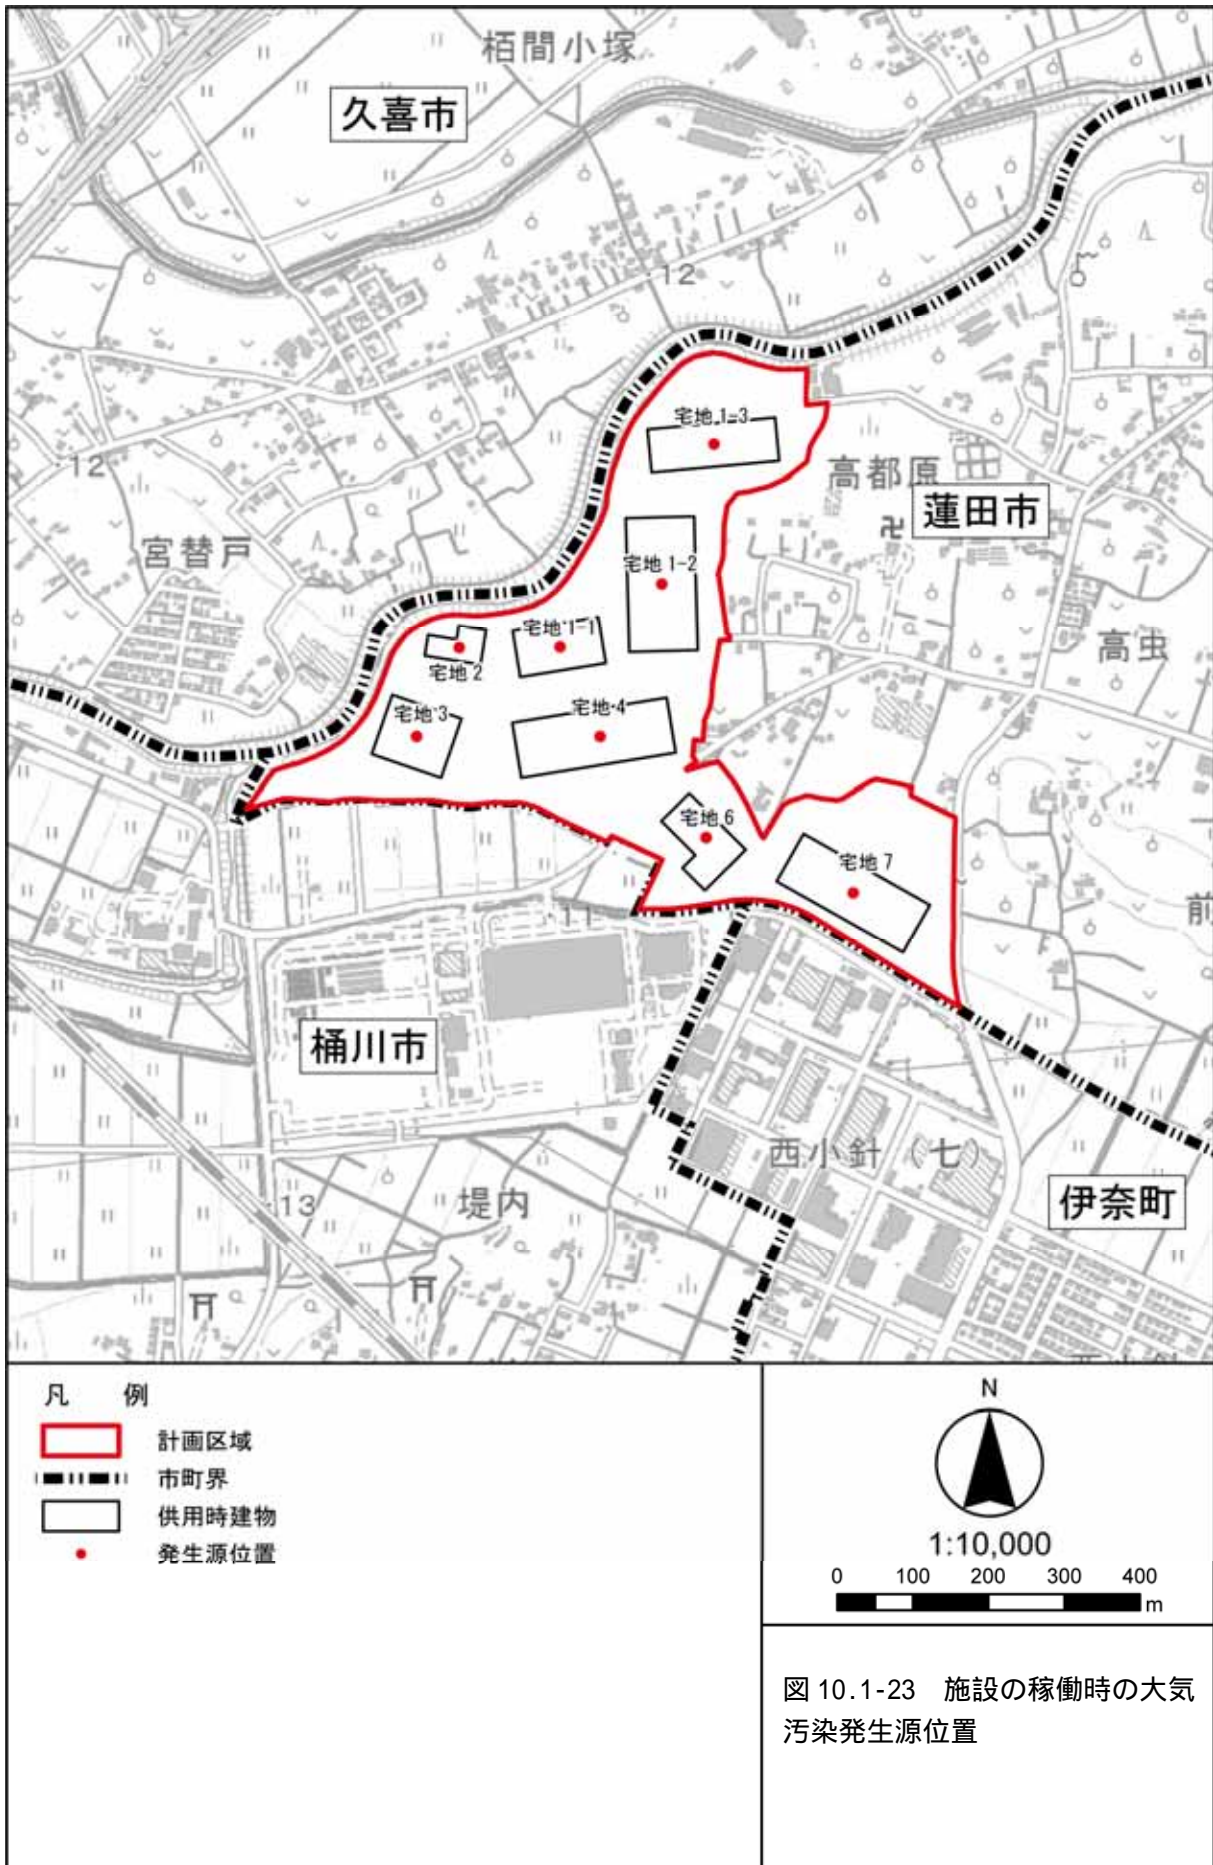 栢間小塚
久喜市
12
高都原
蓮田市
12
宮替戸
高虫
宅地 1-3
宅地 1-2
宅地 1-1
宅地 2
宅地 3
宅地 4
宅地 6
宅地 7
前
11
桶川市
西小針(七)
堤内
13
伊奈町
凡 例
計画区域
市町界
供用時建物
発生源位置
N
1:10,000
0 100 200 300 400
m
図 10.1-23 施設の稼働時の大気
汚染発生源位置